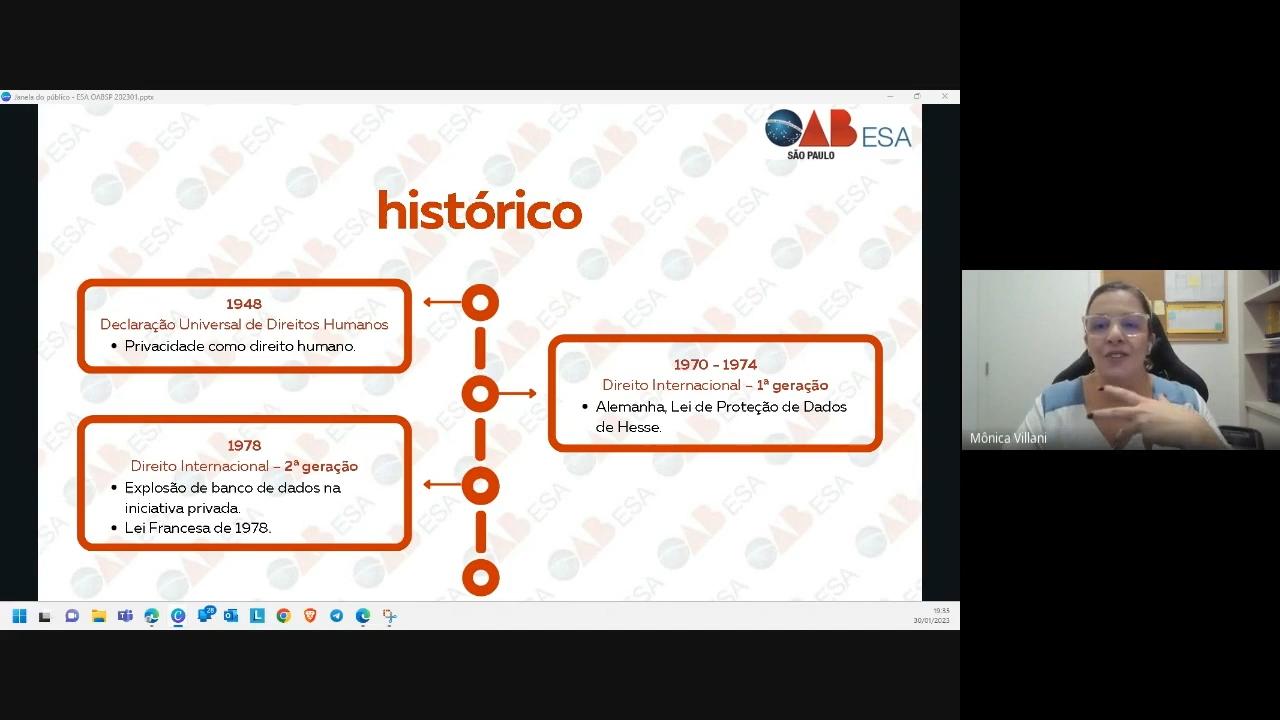 Janela do público - ESA OABSP 202301.pptx
OAB ESA
SÃO PAULO
histórico
1948
Declaração Universal de Direitos Humanos
• Privacidade como direito humano.
1970 - 1974
Direito Internacional – 1ª geração
• Alemanha, Lei de Proteção de Dados
de Hesse.
1978
Direito Internacional – 2ª geração
• Explosão de banco de dados na
iniciativa privada.
• Lei Francesa de 1978.
Mônica Villani
28
L
19:35
30/01/2023